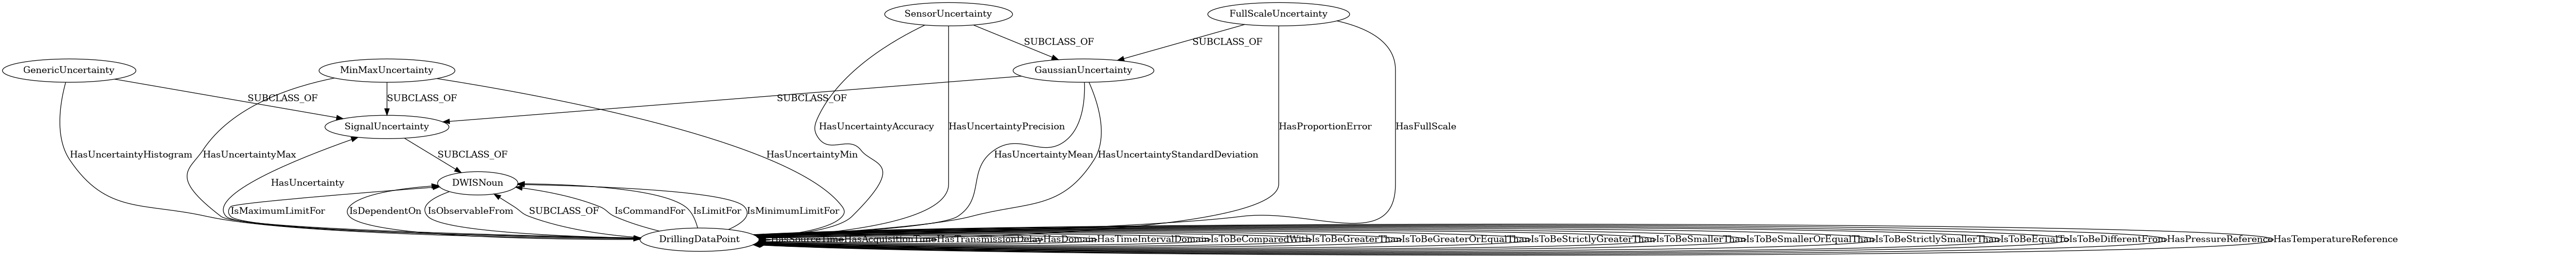 SensorUncertainty
FullScaleUncertainty
SUBCLASS_OF
SUBCLASS_OF
GenericUncertainty
MinMaxUncertainty
GaussianUncertainty
SUBCLASS_OF
SUBCLASS_OF
SUBCLASS_OF
SignalUncertainty
HasUncertaintyAccuracy
HasUncertaintyPrecision
HasProportionError
HasFullScale
HasUncertaintyHistogram
HasUncertaintyMax
SUBCLASS_OF
HasUncertaintyMin
HasUncertaintyMean
HasUncertaintyStandardDeviation
HasUncertainty
DWISNoun
IsMaximumLimitFor
IsDependentOn
IsObservableFrom
SUBCLASS_OF
IsCommandFor
IsLimitFor
IsMinimumLimitFor
DrillingDataPoint
HasAcquisitionTime
HasTransmissionDelay
HasDomain
HasTimeIntervalDomain
IsToBeComparedWith
IsToBeGreaterThan
IsToBeGreaterOrEqualThan
IsToBeStrictlyGreaterThan
IsToBeSmallerThan
IsToBeSmallerOrEqualThan
IsToBeStrictlySmallerThan
IsToBeEqualTo
IsToBeDifferentFrom
HasPressureReference
HasTemperatureReference